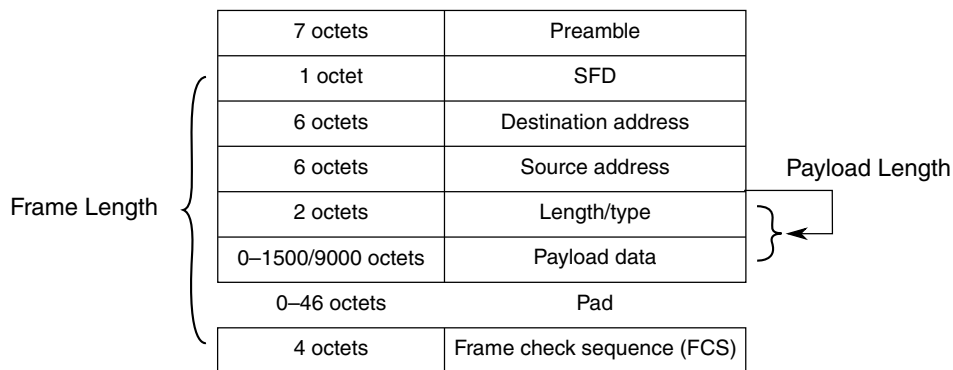 7 octets Preamble
1 octet SFD
6 octets Destination address
6 octets Source address
Payload Length
Frame Length
2 octets Length/type
0–1500/9000 octets Payload data
0–46 octets Pad
4 octets Frame check sequence (FCS)